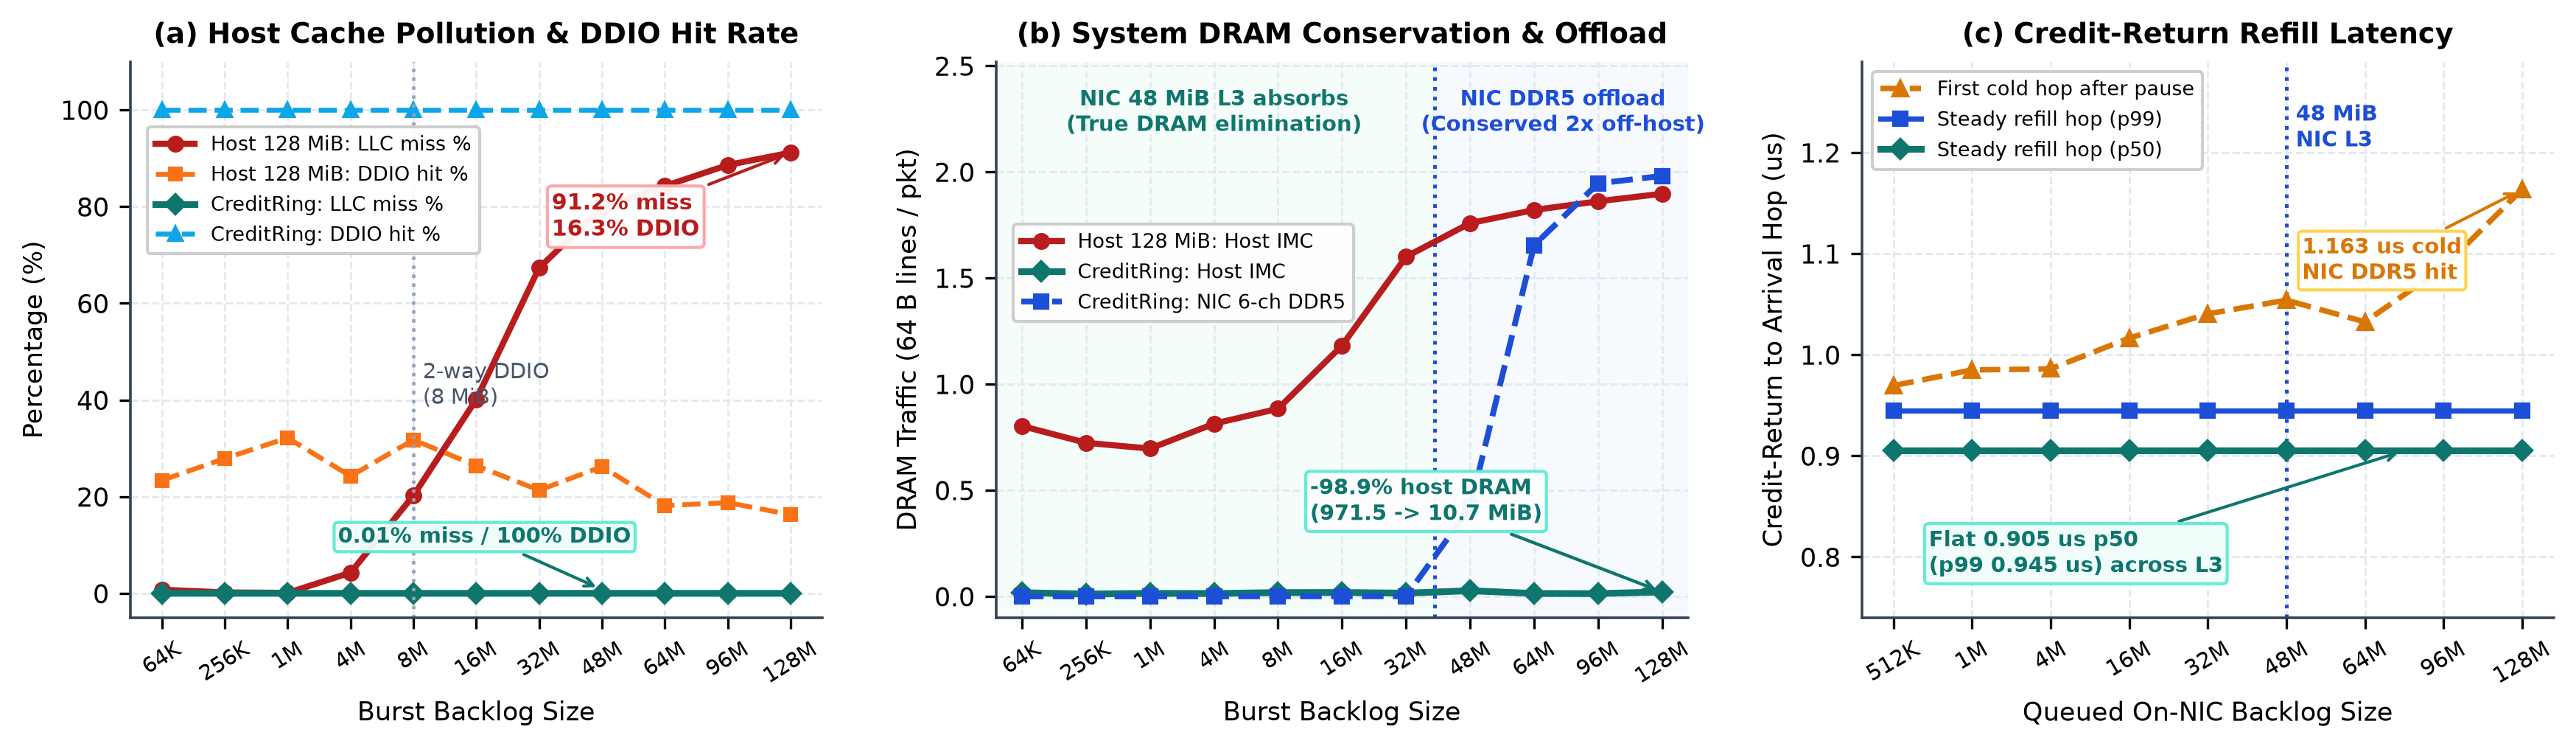 (a) Host Cache Pollution & DDIO Hit Rate
Percentage (%)
100
80
60
40
20
0
Host 128 MiB: LLC miss %
Host 128 MiB: DDIO hit %
CreditRing: LLC miss %
CreditRing: DDIO hit %
91.2% miss
16.3% DDIO
2-way DDIO
(8 MiB)
0.01% miss / 100% DDIO
64K
256K
1M
4M
8M
16M
32M
48M
64M
96M
128M
Burst Backlog Size
(b) System DRAM Conservation & Offload
DRAM Traffic (64 B lines / pkt)
2.5
2.0
1.5
1.0
0.5
0.0
NIC 48 MiB L3 absorbs
(True DRAM elimination)
NIC DDR5 offload
(Conserved 2x off-host)
Host 128 MiB: Host IMC
CreditRing: Host IMC
CreditRing: NIC 6-ch DDR5
-98.9% host DRAM
(971.5 -> 10.7 MiB)
64K
256K
1M
4M
8M
16M
32M
48M
64M
96M
128M
Burst Backlog Size
(c) Credit-Return Refill Latency
Credit-Return to Arrival Hop (us)
1.2
1.1
1.0
0.9
0.8
First cold hop after pause
Steady refill hop (p99)
Steady refill hop (p50)
48 MiB
NIC L3
1.163 us cold
NIC DDR5 hit
Flat 0.905 us p50
(p99 0.945 us) across L3
512K
1M
4M
16M
32M
48M
64M
96M
128M
Queued On-NIC Backlog Size